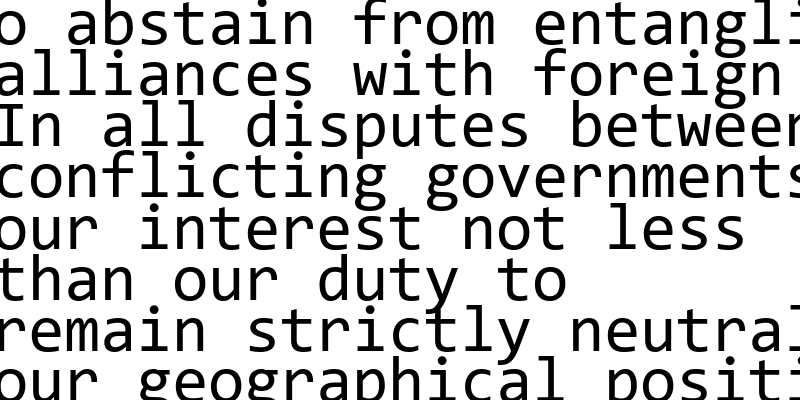 o abstain from entangli
alliances with foreign
In all disputes between
conflicting governments
our interest not less
than our duty to
remain strictly neutral
our geographical positi